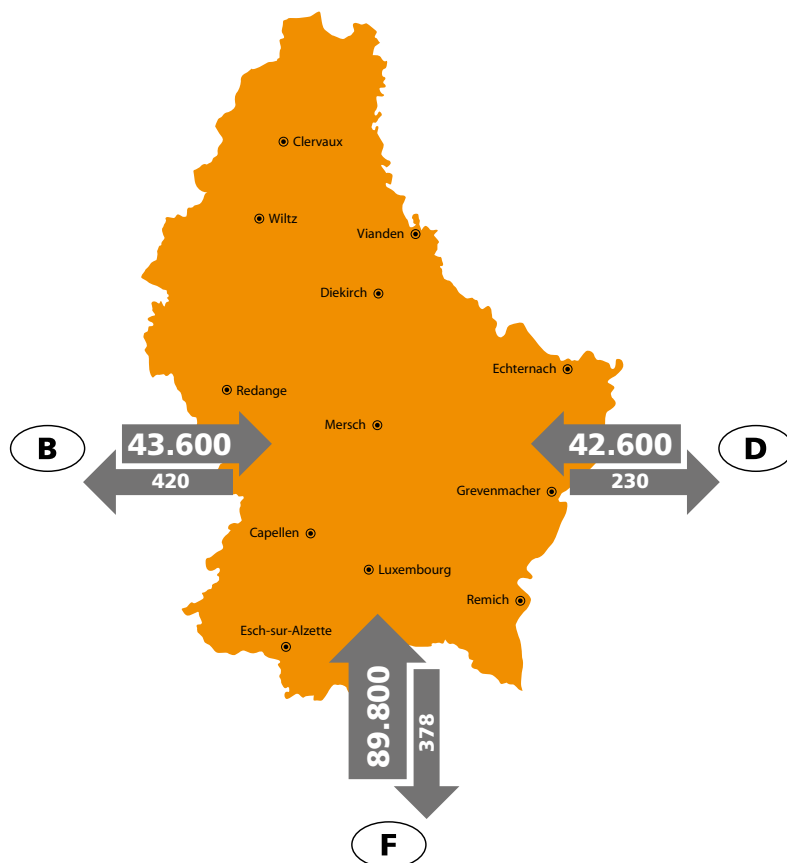 Clervaux
Wiltz
Vianden
Diekirch
Echternach
Redange
Mersch
B
43.600
42.600
D
420
230
Grevenmacher
Capellen
Luxembourg
Remich
Esch-sur-Alzette
89.800
378
F